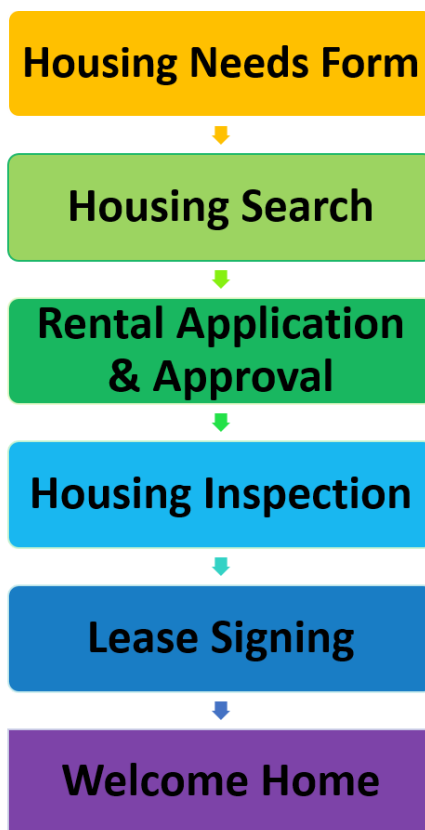 Housing Needs Form
Housing Search
Rental Application
& Approval
Housing Inspection
Lease Signing
Welcome Home